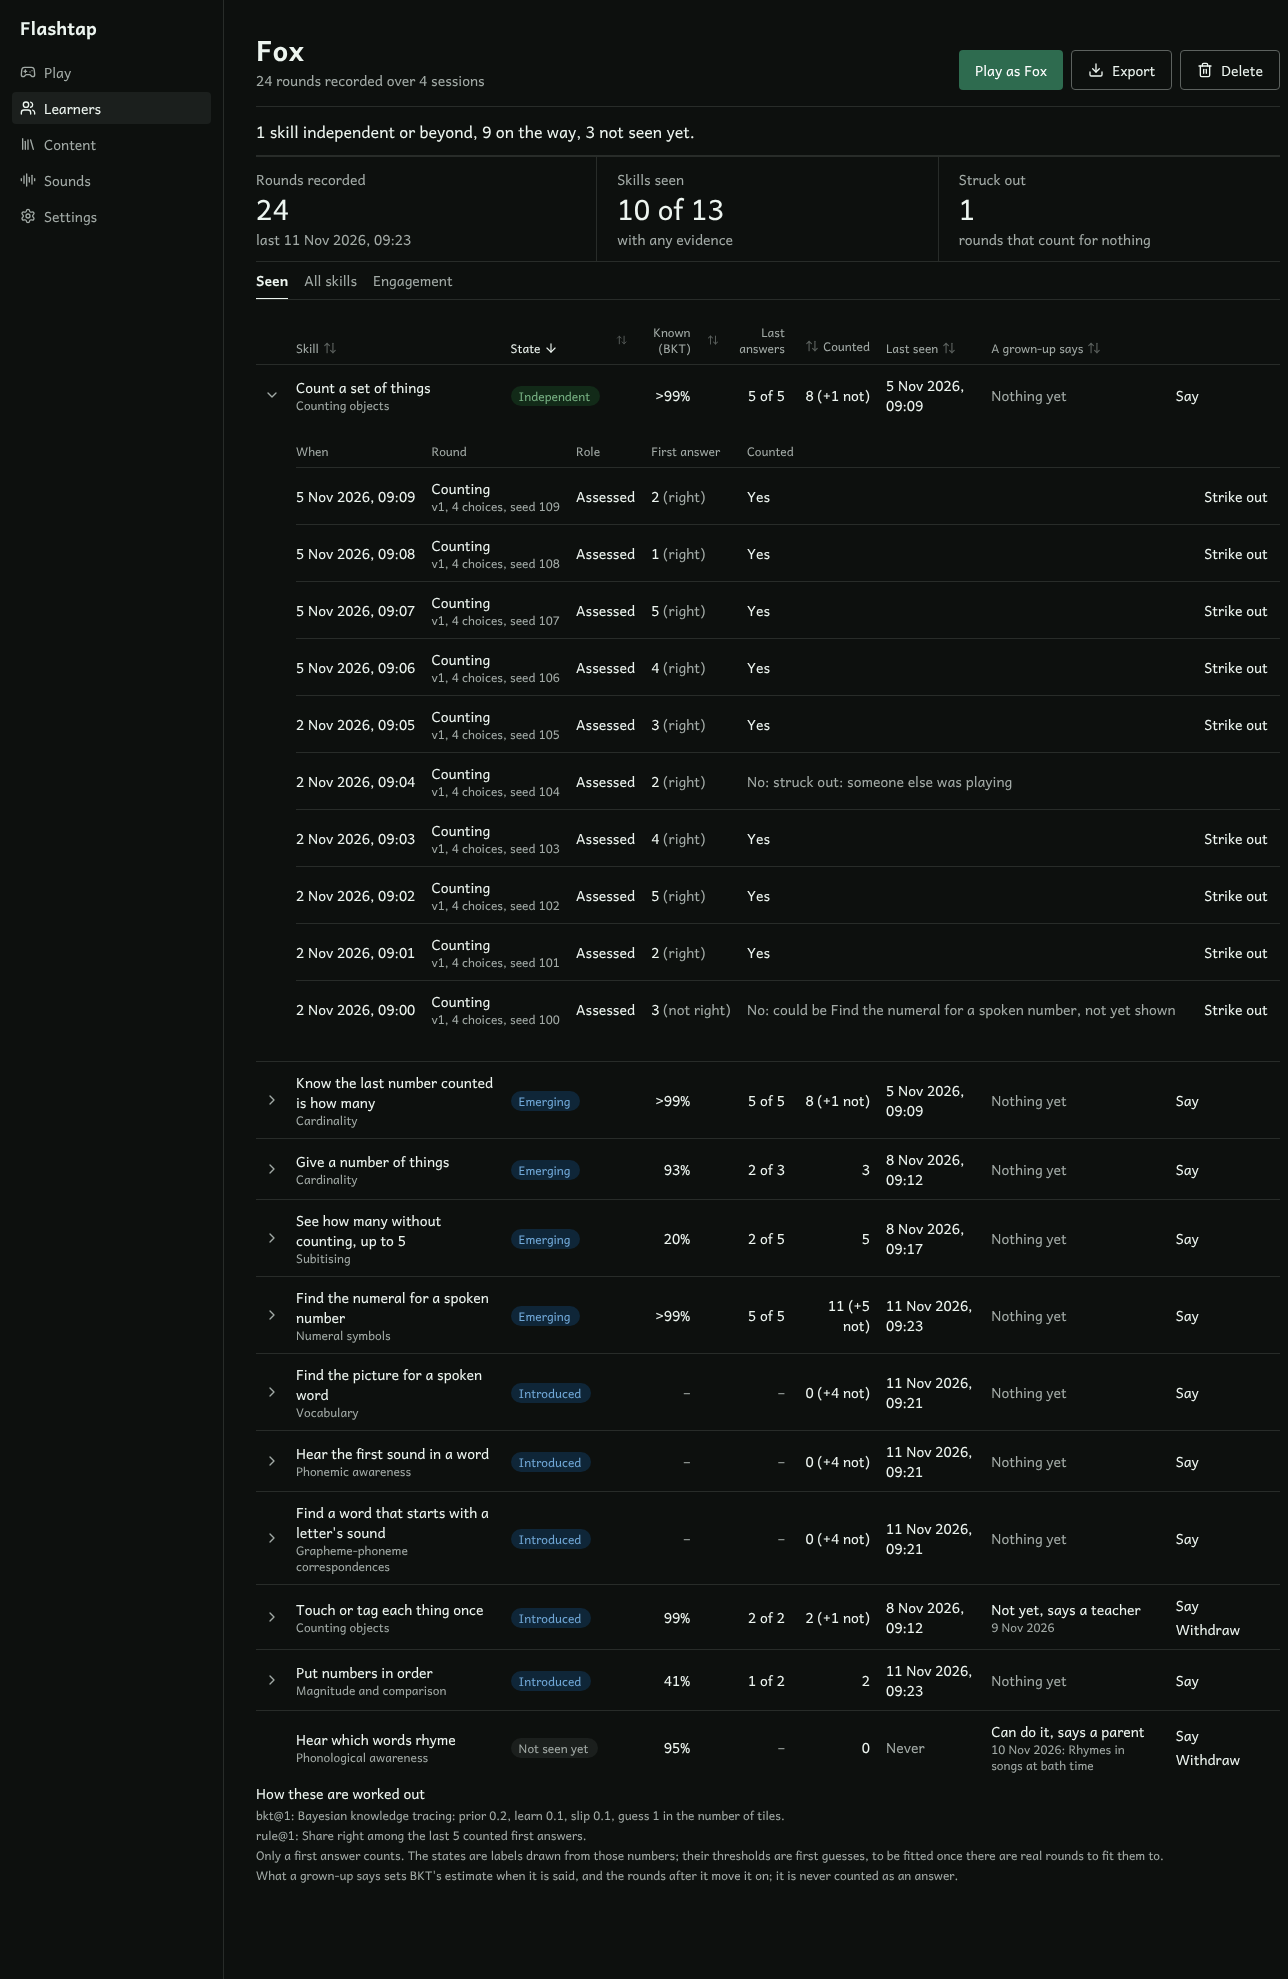 Flashtap
Play
Learners
Content
Sounds
Settings
Fox
24 rounds recorded over 4 sessions
Play as Fox
Export
Delete
1 skill independent or beyond, 9 on the way, 3 not seen yet.
Rounds recorded
24
last 11 Nov 2026, 09:23
Skills seen
10 of 13
with any evidence
Struck out
1
rounds that count for nothing
Seen All skills Engagement
Skill State Known (BKT) Last answers Counted Last seen A grown-up says
Count a set of things
Counting objects
Independent >99% 5 of 5 8 (+1 not) 5 Nov 2026, 09:09 Nothing yet Say
When Round Role First answer Counted
5 Nov 2026, 09:09 Counting Assessed 2 (right) Yes Strike out
v1, 4 choices, seed 109
5 Nov 2026, 09:08 Counting Assessed 1 (right) Yes Strike out
v1, 4 choices, seed 108
5 Nov 2026, 09:07 Counting Assessed 5 (right) Yes Strike out
v1, 4 choices, seed 107
5 Nov 2026, 09:06 Counting Assessed 4 (right) Yes Strike out
v1, 4 choices, seed 106
2 Nov 2026, 09:05 Counting Assessed 3 (right) Yes Strike out
v1, 4 choices, seed 105
2 Nov 2026, 09:04 Counting Assessed 2 (right) No: struck out: someone else was playing
v1, 4 choices, seed 104
2 Nov 2026, 09:03 Counting Assessed 4 (right) Yes Strike out
v1, 4 choices, seed 103
2 Nov 2026, 09:02 Counting Assessed 5 (right) Yes Strike out
v1, 4 choices, seed 102
2 Nov 2026, 09:01 Counting Assessed 2 (right) Yes Strike out
v1, 4 choices, seed 101
2 Nov 2026, 09:00 Counting Assessed 3 (not right) No: could be Find the numeral for a spoken number, not yet shown Strike out
v1, 4 choices, seed 100
Know the last number counted
is how many
Cardinality
Emerging >99% 5 of 5 8 (+1 not) 5 Nov 2026, 09:09 Nothing yet Say
Give a number of things
Cardinality
Emerging 93% 2 of 3 3 8 Nov 2026, 09:12 Nothing yet Say
See how many without
counting, up to 5
Subitising
Emerging 20% 2 of 5 5 8 Nov 2026, 09:17 Nothing yet Say
Find the numeral for a spoken
number
Numeral symbols
Emerging >99% 5 of 5 11 (+5 not) 11 Nov 2026, 09:23 Nothing yet Say
Find the picture for a spoken
word
Vocabulary
Introduced – – 0 (+4 not) 11 Nov 2026, 09:21 Nothing yet Say
Hear the first sound in a word
Phonemic awareness
Introduced – – 0 (+4 not) 11 Nov 2026, 09:21 Nothing yet Say
Find a word that starts with a
letter's sound
Grapheme-phoneme
correspondences
Introduced – – 0 (+4 not) 11 Nov 2026, 09:21 Nothing yet Say
Touch or tag each thing once
Counting objects
Introduced 99% 2 of 2 2 (+1 not) 8 Nov 2026, 09:12 Not yet, says a teacher
9 Nov 2026
Say
Withdraw
Put numbers in order
Magnitude and comparison
Introduced 41% 1 of 2 2 11 Nov 2026, 09:23 Nothing yet Say
Hear which words rhyme
Phonological awareness
Not seen yet 95% – 0 Never Can do it, says a parent
10 Nov 2026: Rhymes in
songs at bath time
Say
Withdraw
How these are worked out
bkt@1: Bayesian knowledge tracing: prior 0.2, learn 0.1, slip 0.1, guess 1 in the number of tiles.
rule@1: Share right among the last 5 counted first answers.
Only a first answer counts. The states are labels drawn from those numbers; their thresholds are first guesses, to be fitted once there are real rounds to fit them to.
What a grown-up says sets BKT's estimate when it is said, and the rounds after it move it on; it is never counted as an answer.